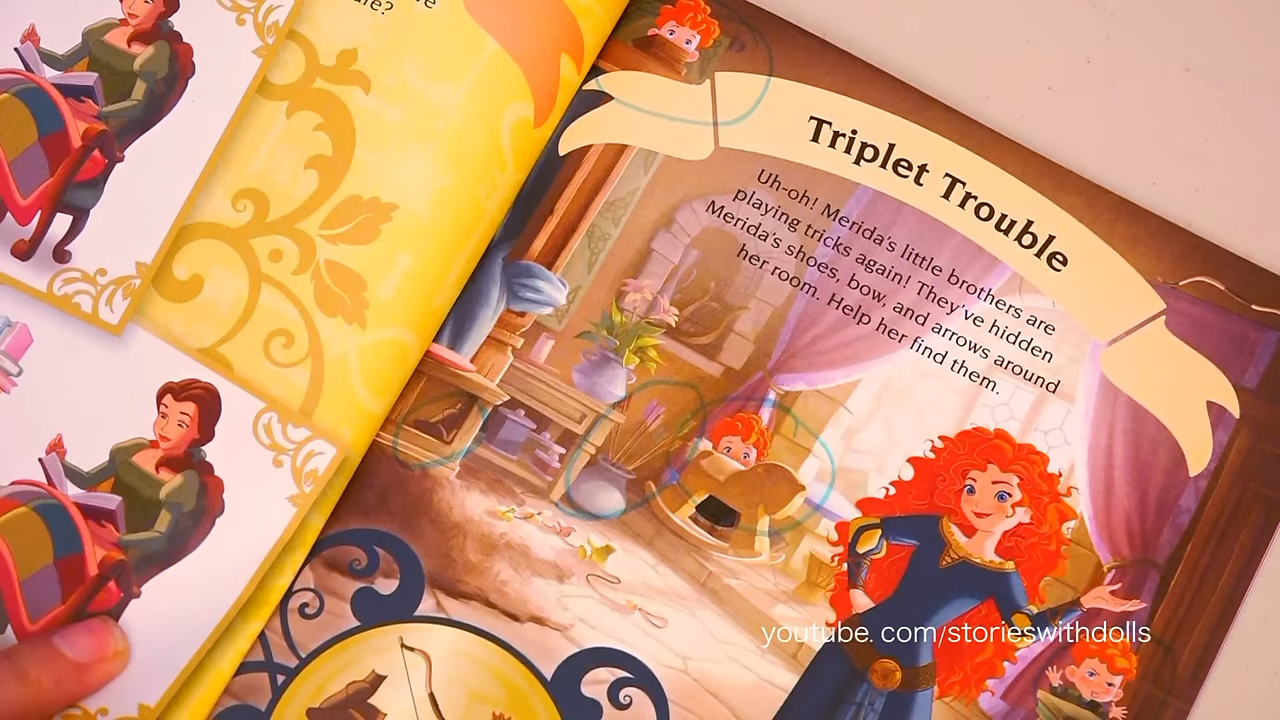 Triplet Trouble
Uh-oh! Merida's little brothers are
playing tricks again! They've hidden
Merida's shoes, bow, and arrows around
her room. Help her find them.
youtube. com/storieswithdolls